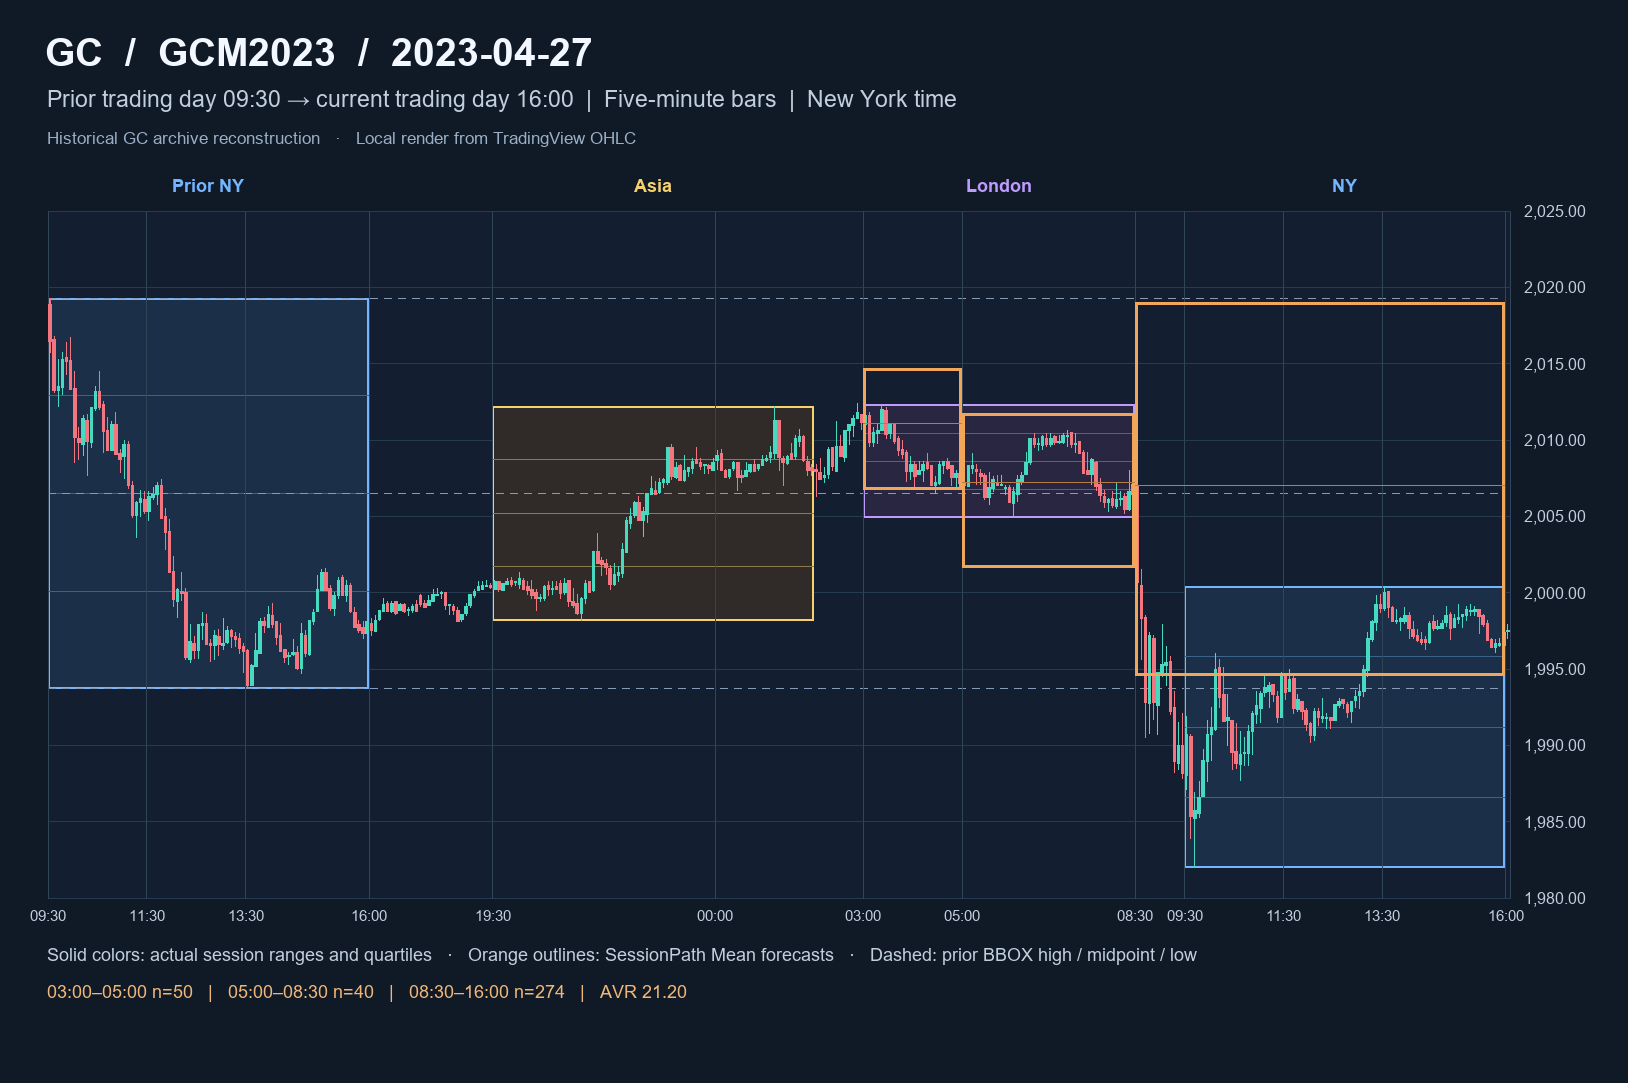 GC / GCM2023 / 2023-04-27
Prior trading day 09:30 → current trading day 16:00 | Five-minute bars | New York time
Historical GC archive reconstruction · Local render from TradingView OHLC
Prior NY Asia London NY
2,025.00
2,020.00
2,015.00
2,010.00
2,005.00
2,000.00
1,995.00
1,990.00
1,985.00
1,980.00
09:30 11:30 13:30 16:00 19:30 00:00 03:00 05:00 08:30 09:30 11:30 13:30 16:00
Solid colors: actual session ranges and quartiles · Orange outlines: SessionPath Mean forecasts · Dashed: prior BBOX high / midpoint / low
03:00–05:00 n=50 | 05:00–08:30 n=40 | 08:30–16:00 n=274 | AVR 21.20